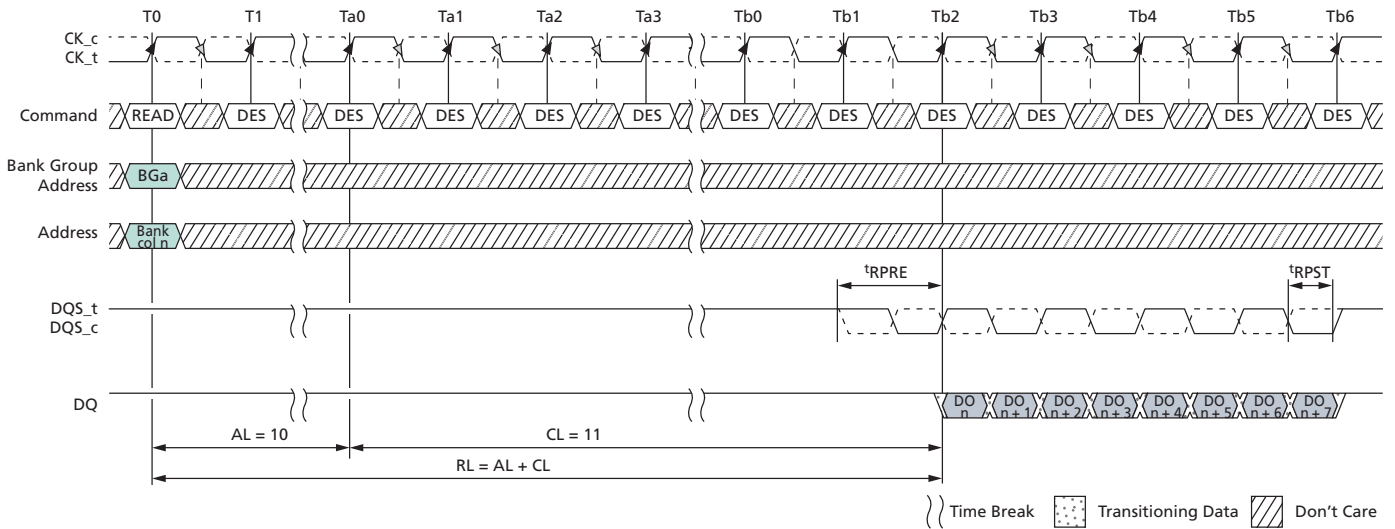 T0 T1 Ta0 Ta1 Ta2 Ta3 Tb0 Tb1 Tb2 Tb3 Tb4 Tb5 Tb6
CK_c
CK_t
Command READ DES DES DES DES DES DES DES DES DES DES DES DES
Bank Group
Address
BGa
Address
Bank
col n
tRPRE
tRPST
DQS_t
DQS_c
DQ
DO
n
DO
n + 1
DO
n + 2
DO
n + 3
DO
n + 4
DO
n + 5
DO
n + 6
DO
n + 7
AL = 10
CL = 11
RL = AL + CL
Time Break
Transitioning Data
Don't Care